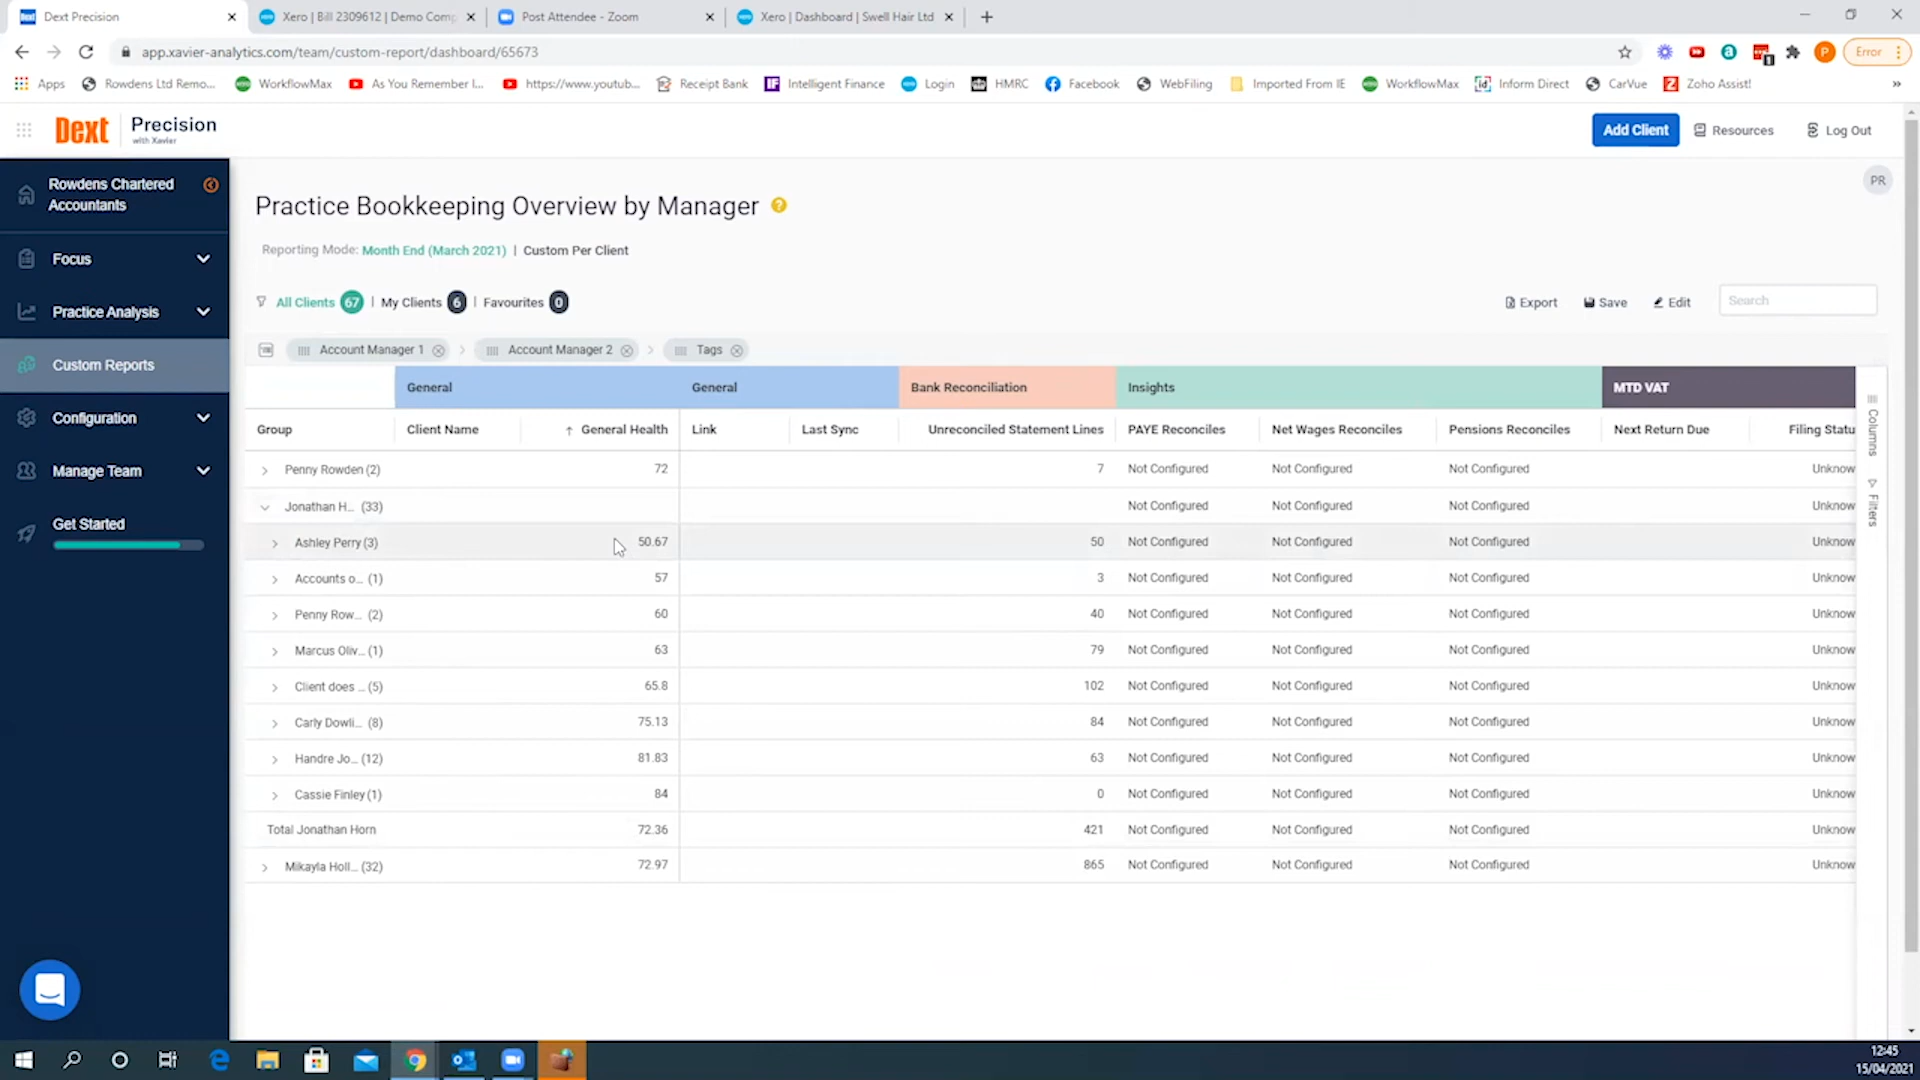 Dext Precision
Xero | Bill 2309612 | Demo Comp
Post Attendee - Zoom
Xero | Dashboard | Swell Hair Ltd
app.xavier-analytics.com/team/custom-report/dashboard/65673
P
Error
Apps
Rowdens Ltd Remo...
WorkflowMax
As You Remember I...
https://www.youtub...
Receipt Bank
Intelligent Finance
Login
HMRC
Facebook
WebFiling
Imported From IE
WorkflowMax
Inform Direct
CarVue
Zoho Assist!
Dext Precision
with Xavier
Add Client
Resources
Log Out
Rowdens Chartered
Accountants
Focus
Practice Analysis
Custom Reports
Configuration
Manage Team
Get Started
PR
Practice Bookkeeping Overview by Manager ?
Reporting Mode: Month End (March 2021) | Custom Per Client
All Clients 67 | My Clients 6 | Favourites 0
Export
Save
Edit
Search
Account Manager 1 > Account Manager 2 > Tags
General General Bank Reconciliation Insights MTD VAT
Group Client Name General Health Link Last Sync Unreconciled Statement Lines PAYE Reconciles Net Wages Reconciles Pensions Reconciles Next Return Due Filing Statu
Penny Rowden (2) 72 7 Not Configured Not Configured Not Configured Unknow
Jonathan H... (33) Not Configured Not Configured Not Configured Unknow
Ashley Perry (3) 50.67 50 Not Configured Not Configured Not Configured Unknow
Accounts o... (1) 57 3 Not Configured Not Configured Not Configured Unknow
Penny Row... (2) 60 40 Not Configured Not Configured Not Configured Unknow
Marcus Oliv... (1) 63 79 Not Configured Not Configured Not Configured Unknow
Client does ... (5) 65.8 102 Not Configured Not Configured Not Configured Unknow
Carly Dowli... (8) 75.13 84 Not Configured Not Configured Not Configured Unknow
Handre Jo... (12) 81.83 63 Not Configured Not Configured Not Configured Unknow
Cassie Finley (1) 84 0 Not Configured Not Configured Not Configured Unknow
Total Jonathan Horn 72.36 421 Not Configured Not Configured Not Configured Unknow
Mikayla Holl... (32) 72.97 865 Not Configured Not Configured Not Configured Unknow
Columns
Filters
12:45
15/04/2021